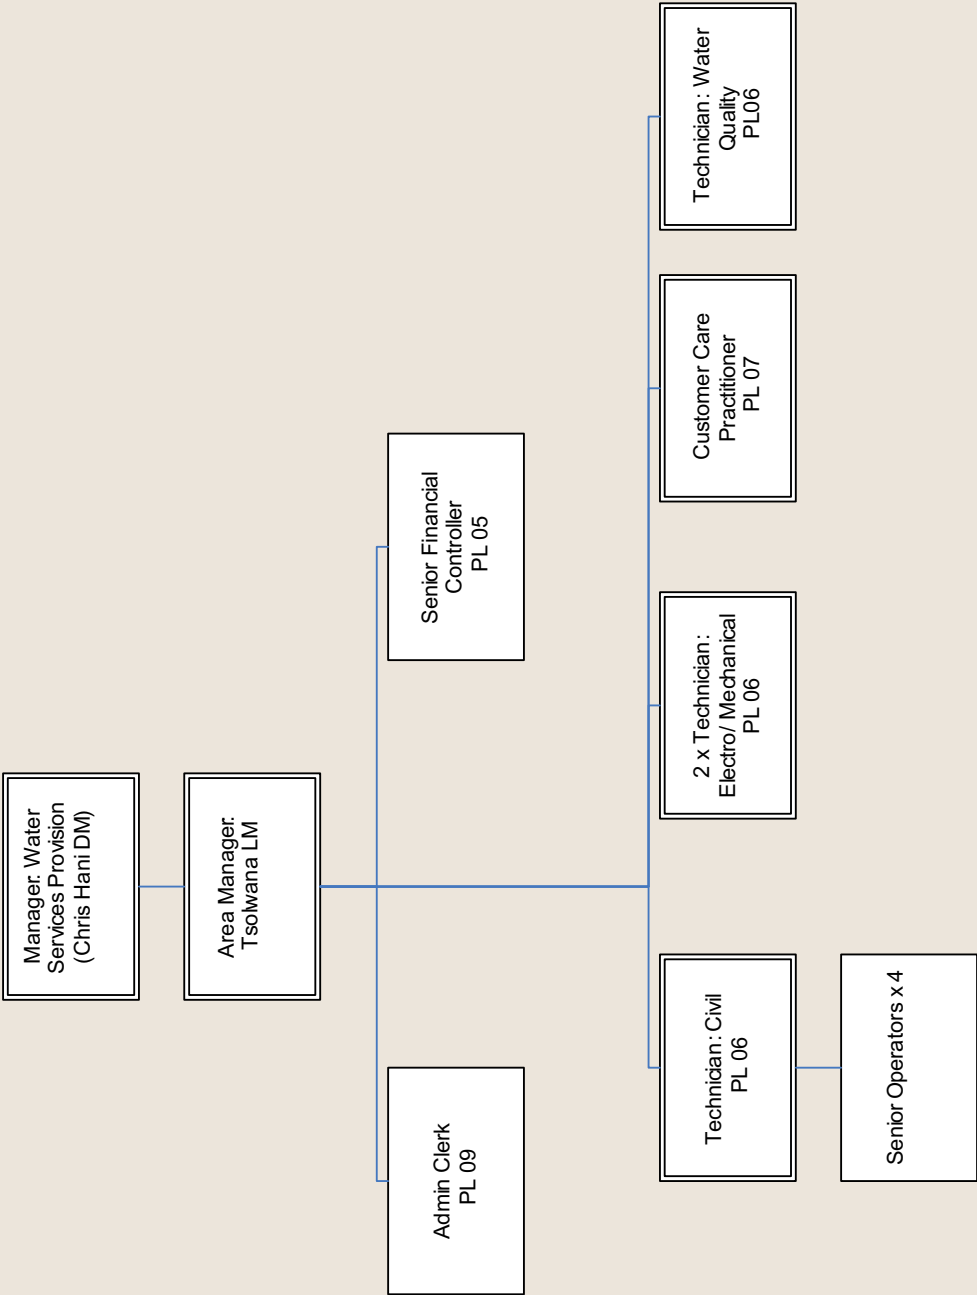 Manager: Water
Services Provision
(Chris Hani DM)
Area Manager:
Tsolwana LM
Admin Clerk
PL 09
Senior Financial
Controller
PL 05
Technician: Civil
PL 06
2 x Technician:
Electro/ Mechanical
PL 06
Customer Care
Practitioner
PL 07
Technician: Water
Quality
PL06
Senior Operators x 4